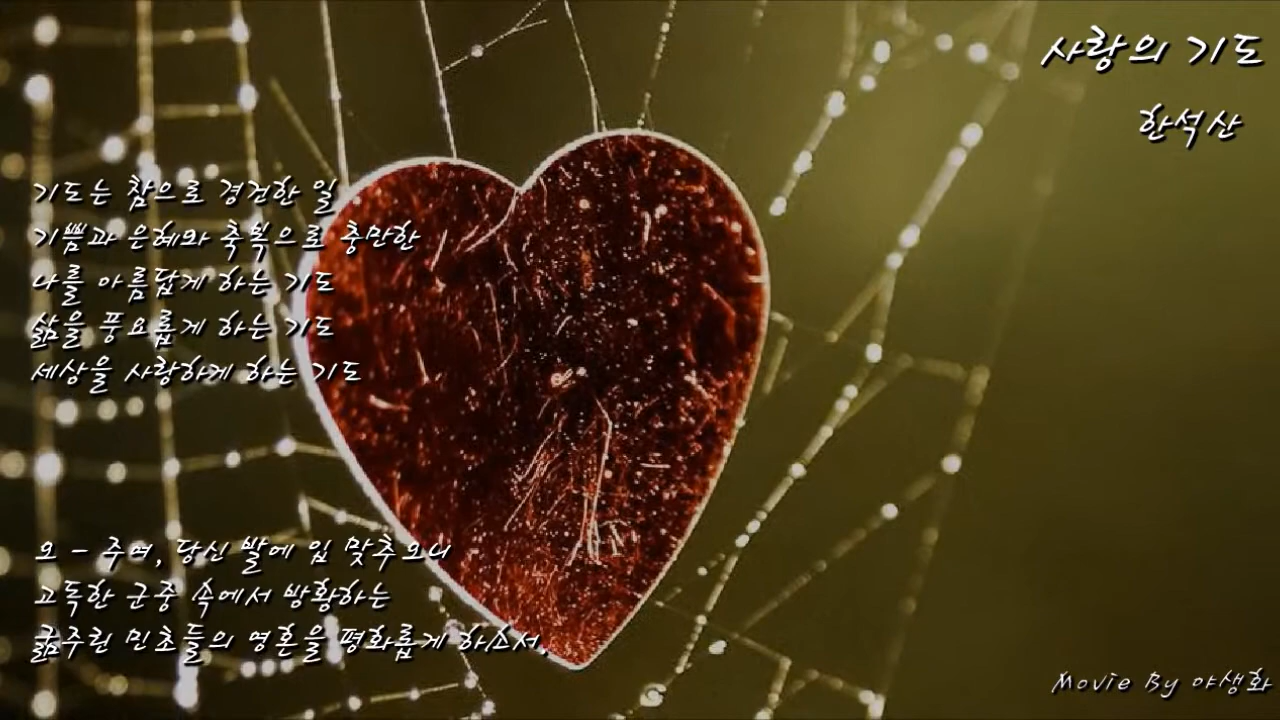 사랑의 기도
한석산
기도는 참으로 경건한 일
기쁨과 은혜와 축복으로 충만한
나를 아름답게 하는 기도
삶을 풍요롭게 하는 기도
세상을 사랑하게 하는 기도
오 - 주여, 당신 발에 입 맞추오니
고독한 군중 속에서 방황하는
굶주린 민초들의 영혼을 평화롭게 하소서.
Movie By 야생화